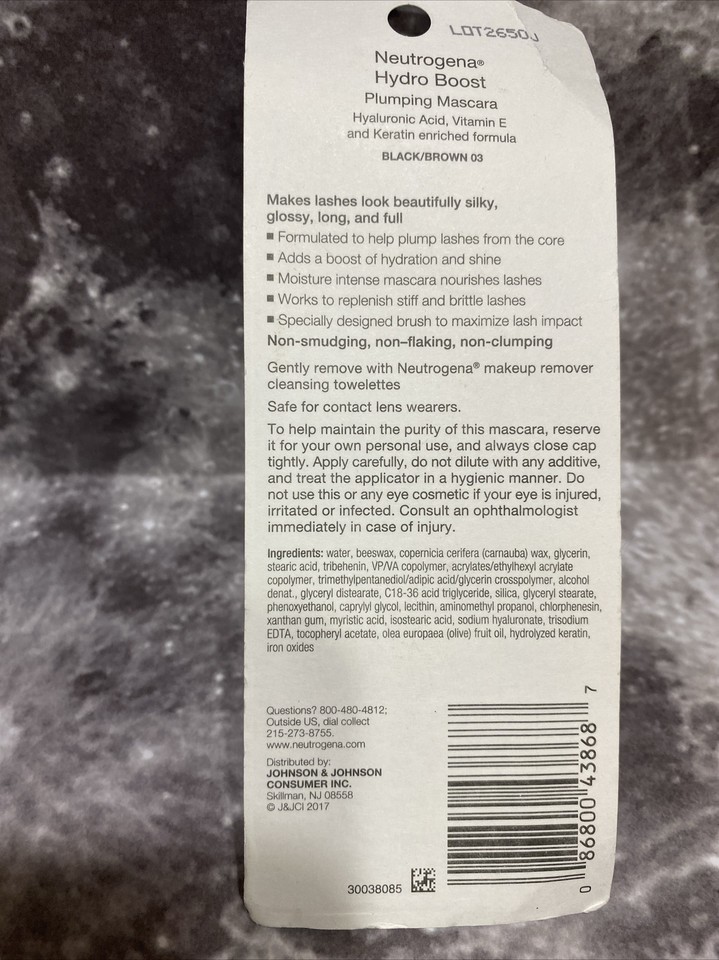 LOT2650J
Neutrogena®
Hydro Boost
Plumping Mascara
Hyaluronic Acid, Vitamin E
and Keratin enriched formula
BLACK/BROWN 03
Makes lashes look beautifully silky,
glossy, long, and full
■ Formulated to help plump lashes from the core
■ Adds a boost of hydration and shine
■ Moisture intense mascara nourishes lashes
■ Works to replenish stiff and brittle lashes
■ Specially designed brush to maximize lash impact
Non-smudging, non–flaking, non-clumping
Gently remove with Neutrogena® makeup remover
cleansing towelettes
Safe for contact lens wearers.
To help maintain the purity of this mascara, reserve
it for your own personal use, and always close cap
tightly. Apply carefully, do not dilute with any additive,
and treat the applicator in a hygienic manner. Do
not use this or any eye cosmetic if your eye is injured,
irritated or infected. Consult an ophthalmologist
immediately in case of injury.
Ingredients: water, beeswax, copernicia cerifera (carnauba) wax, glycerin,
stearic acid, tribehenin, VP/VA copolymer, acrylates/ethylhexyl acrylate
copolymer, trimethylpentanediol/adipic acid/glycerin crosspolymer, alcohol
denat., glyceryl distearate, C18-36 acid triglyceride, silica, glyceryl stearate,
phenoxyethanol, caprylyl glycol, lecithin, aminomethyl propanol, chlorphenesin,
xanthan gum, myristic acid, isostearic acid, sodium hyaluronate, trisodium
EDTA, tocopheryl acetate, olea europaea (olive) fruit oil, hydrolyzed keratin,
iron oxides
Questions? 800-480-4812;
Outside US, dial collect
215-273-8755.
www.neutrogena.com
Distributed by:
JOHNSON & JOHNSON
CONSUMER INC.
Skillman, NJ 08558
© J&JCI 2017
30038085
0 86800 43868 7